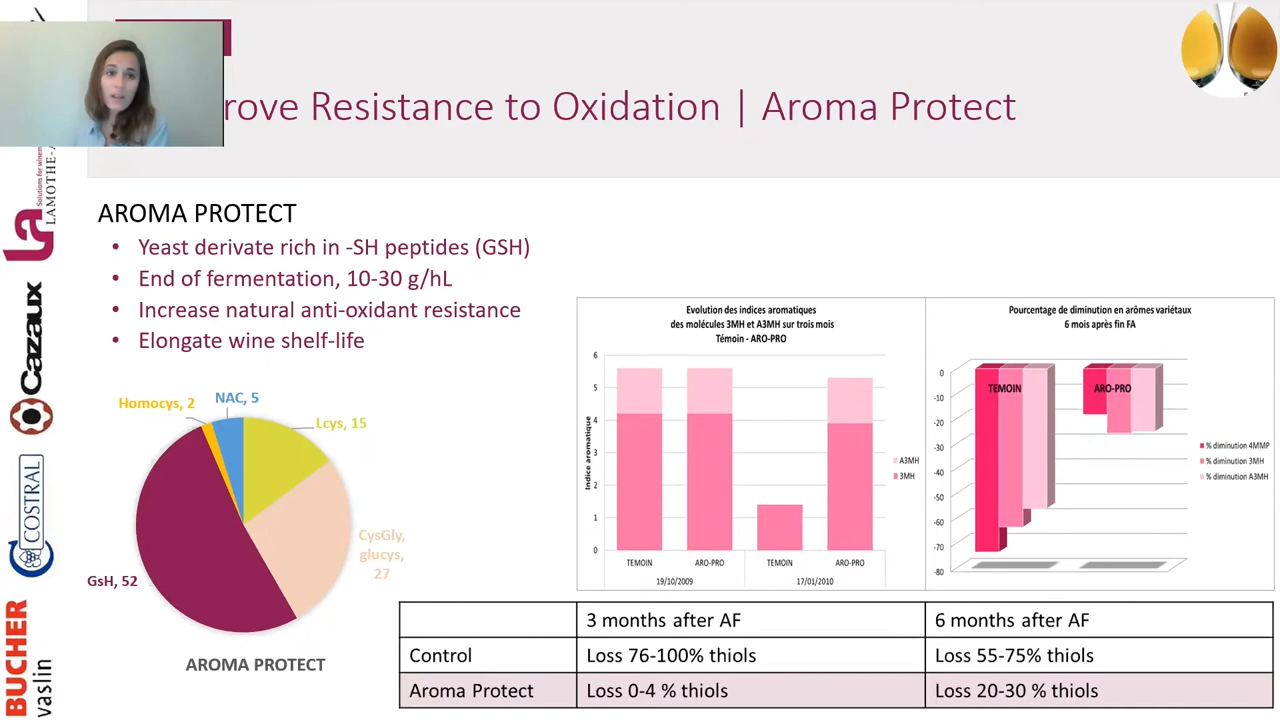 rove Resistance to Oxidation | Aroma Protect
Solutions for
LAMOTHE-A
La
Cazaux
COSTRAL
BUCHER
vaslin
AROMA PROTECT
• Yeast derivate rich in -SH peptides (GSH)
• End of fermentation, 10-30 g/hL
• Increase natural anti-oxidant resistance
• Elongate wine shelf-life
Homocys, 2
NAC, 5
Lcys, 15
CysGly,
glucys,
27
GsH, 52
AROMA PROTECT
Evolution des indices aromatiques
des molécules 3MH et A3MH sur trois mois
Témoin - ARO-PRO
Indice aromatique
6
5
4
3
2
1
0
TEMOIN ARO-PRO TEMOIN ARO-PRO
19/10/2009 17/01/2010
A3MH
3MH
Pourcentage de diminution en arômes variétaux
6 mois après fin FA
0
-10
-20
-30
-40
-50
-60
-70
-80
TEMOIN ARO-PRO
% diminution 4MMP
% diminution 3MH
% diminution A3MH
3 months after AF 6 months after AF
Control Loss 76-100% thiols Loss 55-75% thiols
Aroma Protect Loss 0-4 % thiols Loss 20-30 % thiols